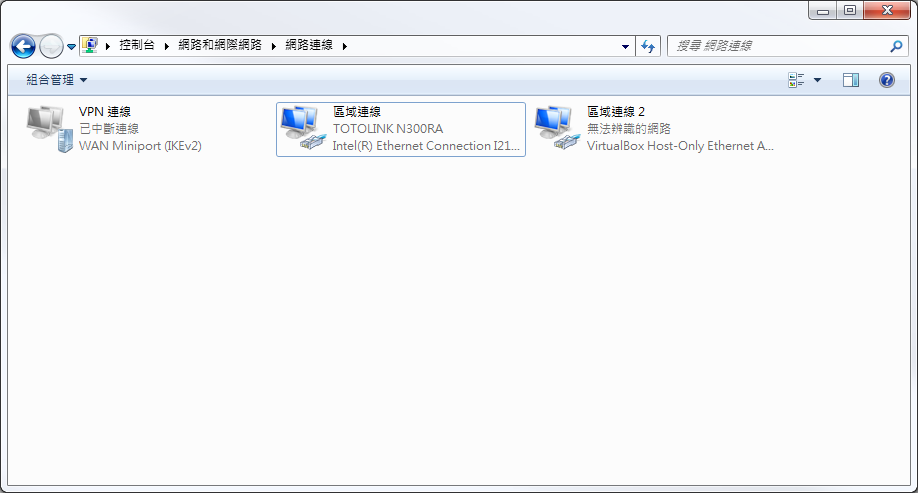 控制台 網路和網際網路 網路連線
搜尋 網路連線
組合管理
VPN 連線
已中斷連線
WAN Miniport (IKEv2)
區域連線
TOTOLINK N300RA
Intel(R) Ethernet Connection I21...
區域連線 2
無法辨識的網路
VirtualBox Host-Only Ethernet A...